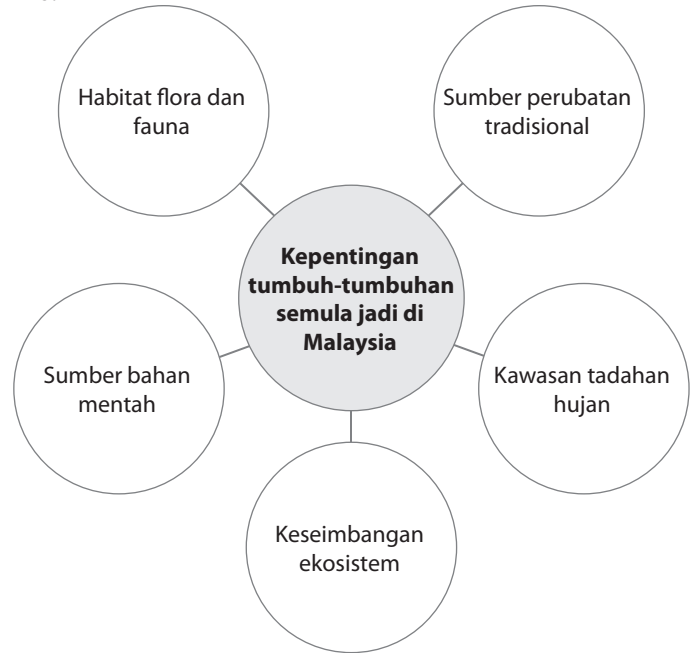 Habitat flora dan
fauna
Sumber perubatan
tradisional
Kepentingan
tumbuh-tumbuhan
semula jadi di
Malaysia
Sumber bahan
mentah
Kawasan tadahan
hujan
Keseimbangan
ekosistem